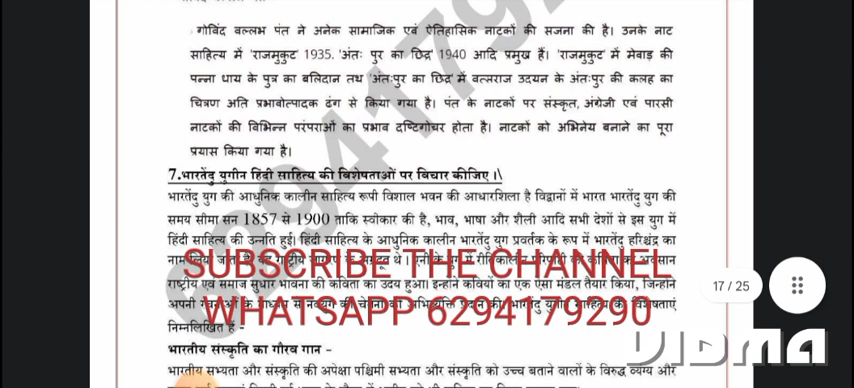 गोविंद वल्लभ पंत ने अनेक सामाजिक एवं ऐतिहासिक नाटकों की सजना की है। उनके नाट
साहित्य में 'राजमुकुट' 1935. 'अंतः पुर का छिद्र' 1940 आदि प्रमुख हैं। 'राजमुकुट' में मेवाड़ की
पन्ना धाय के पुत्र का बलिदान तथ 'अंतःपुर का छिद्र' में वत्सराज उदयन के अंतःपुर की कलह का
चित्रण अति प्रभावोत्पादक ढंग से किया गया है। पंत के नाटकों पर संस्कृत, अंग्रेजी एवं पारसी
नाटकों की विभिन्न परंपराओं का प्रभाव दष्टिगोचर होता है। नाटकों को अभिनेय बनाने का पूरा
प्रयास किया गया है।
7.भारतेंदु युगीन हिंदी साहित्य की विशेषताओं पर विचार कीजिए।\
भारतेंदु युग की आधुनिक कालीन साहित्य रूपी विशाल भवन की आधारशिला है विद्वानों में भारत भारतेंदु युग की
समय सीमा सन 1857 से 1900 ताकि स्वीकार की है, भाव, भाषा और शैली आदि सभी देशों से इस युग में
हिंदी साहित्य की उन्नति हुई। हिंदी साहित्य के आधुनिक कालीन भारतेंदु युग प्रवर्तक के रूप में भारतेंदु हरिश्चंद्र का
SUBSCRIBE THE CHANNEL
राष्ट्रीय एवं समाज सुधार भावना की कविता का उदय हुआ। इन्होंने कवियों का एक ऐसा मंडल तैयार किया, जिन्होंने
WHATSAPP 6294179290
निम्नलिखित हैं -
भारतीय संस्कृति का गौरव गान –
भारतीय सभ्यता और संस्कृति की अपेक्षा पश्चिमी सभ्यता और संस्कृति को उच्च बताने वालों के विरुद्ध व्यंग्य और
17 / 25
VIDMA